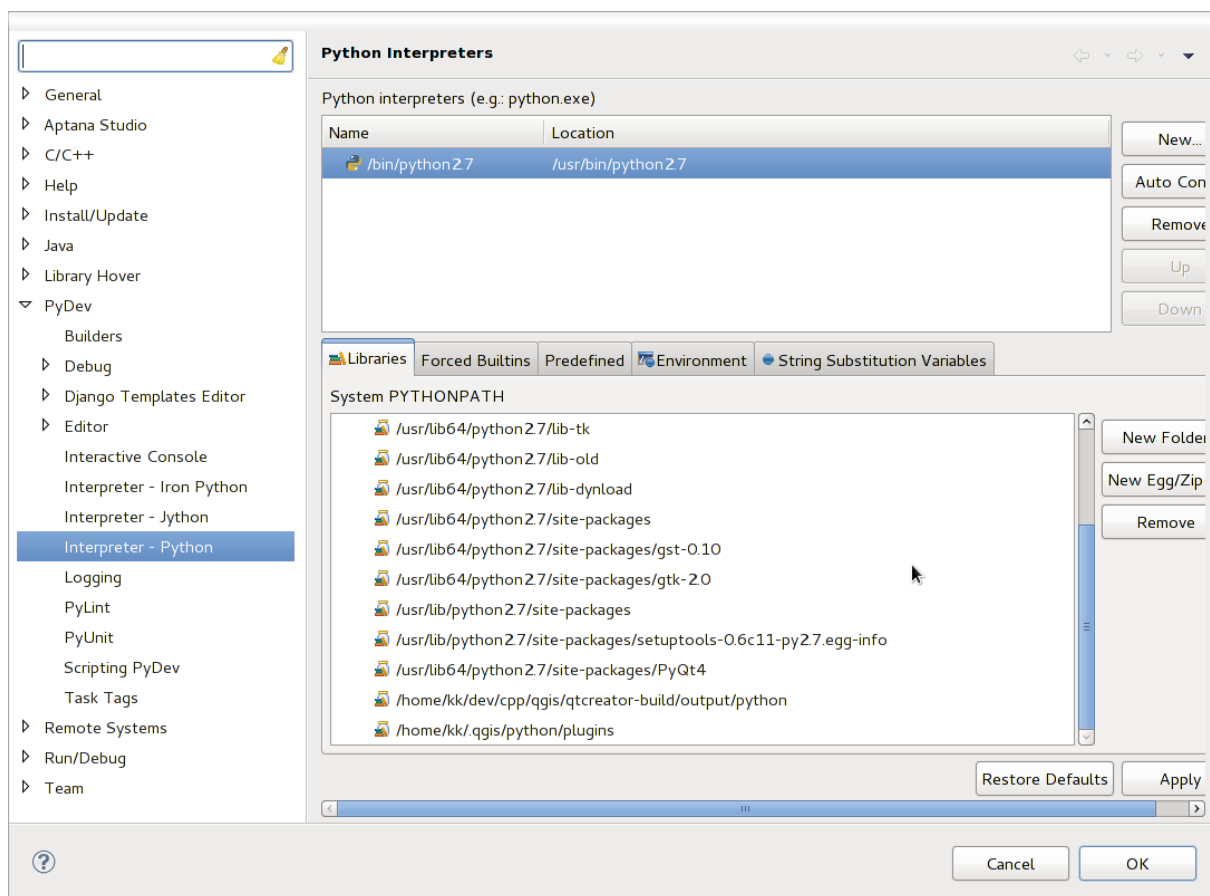 Python Interpreters
General
Aptana Studio
C/C++
Help
Install/Update
Java
Library Hover
PyDev
Builders
Debug
Django Templates Editor
Editor
Interactive Console
Interpreter - Iron Python
Interpreter - Jython
Interpreter - Python
Logging
PyLint
PyUnit
Scripting PyDev
Task Tags
Remote Systems
Run/Debug
Team
Python interpreters (e.g.: python.exe)
Name Location
/bin/python2.7 /usr/bin/python2.7
New...
Auto Con
Remove
Up
Down
Libraries Forced Builtins Predefined Environment String Substitution Variables
System PYTHONPATH
/usr/lib64/python2.7/lib-tk
/usr/lib64/python2.7/lib-old
/usr/lib64/python2.7/lib-dynload
/usr/lib64/python2.7/site-packages
/usr/lib64/python2.7/site-packages/gst-0.10
/usr/lib64/python2.7/site-packages/gtk-2.0
/usr/lib/python2.7/site-packages
/usr/lib/python2.7/site-packages/setuptools-0.6c11-py2.7.egg-info
/usr/lib64/python2.7/site-packages/PyQt4
/home/kk/dev/cpp/qgis/qtcreator-build/output/python
/home/kk/.qgis/python/plugins
New Folder
New Egg/Zip
Remove
Restore Defaults Apply
? Cancel OK